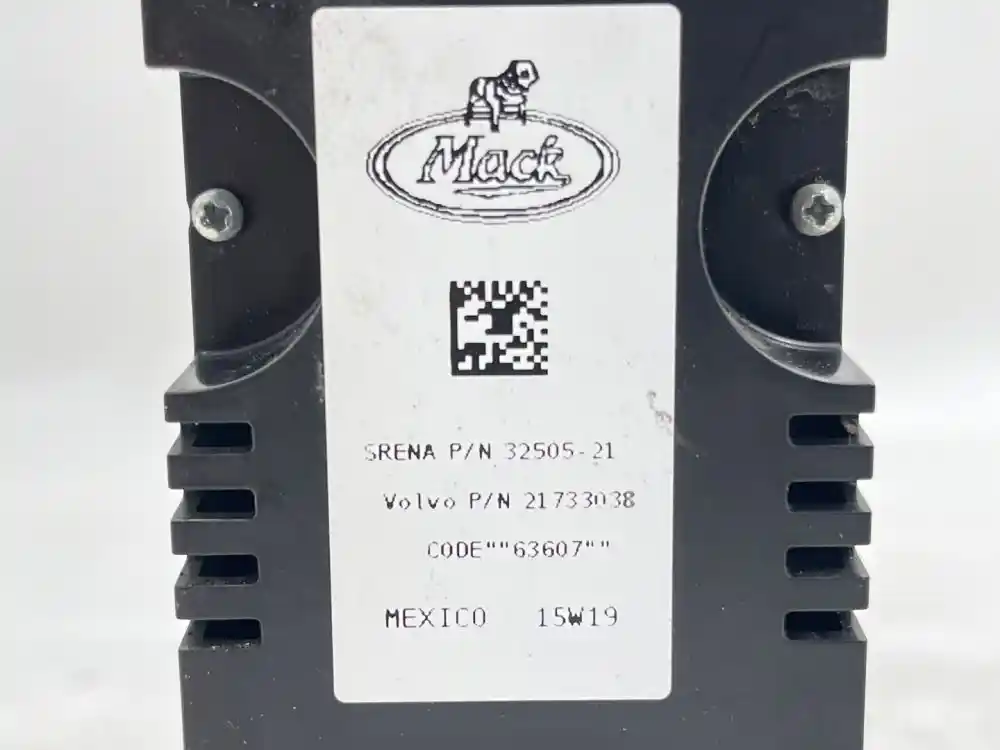 Mack
SRENA P/N 32505-21
Volvo P/N 21733038
CODE""63607""
MEXICO 15W19